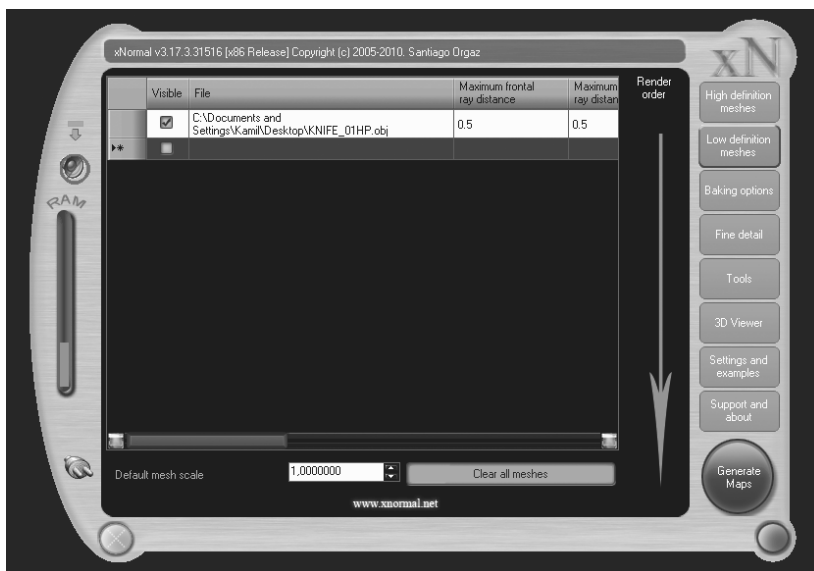 xNormal v3.17.3.31516 [x86 Release] Copyright (c) 2005-2010. Santiago Orgaz
xN
Visible File Maximum frontal ray distance Maximum ray distan
Render order
C:\Documents and
Settings\Kamil\Desktop\KNIFE_01HP.obj
0.5 0.5
RAM
High definition
meshes
Low definition
meshes
Baking options
Fine detail
Tools
3D Viewer
Settings and
examples
Support and
about
Default mesh scale 1,0000000 Clear all meshes
Generate
Maps
www.xnormal.net